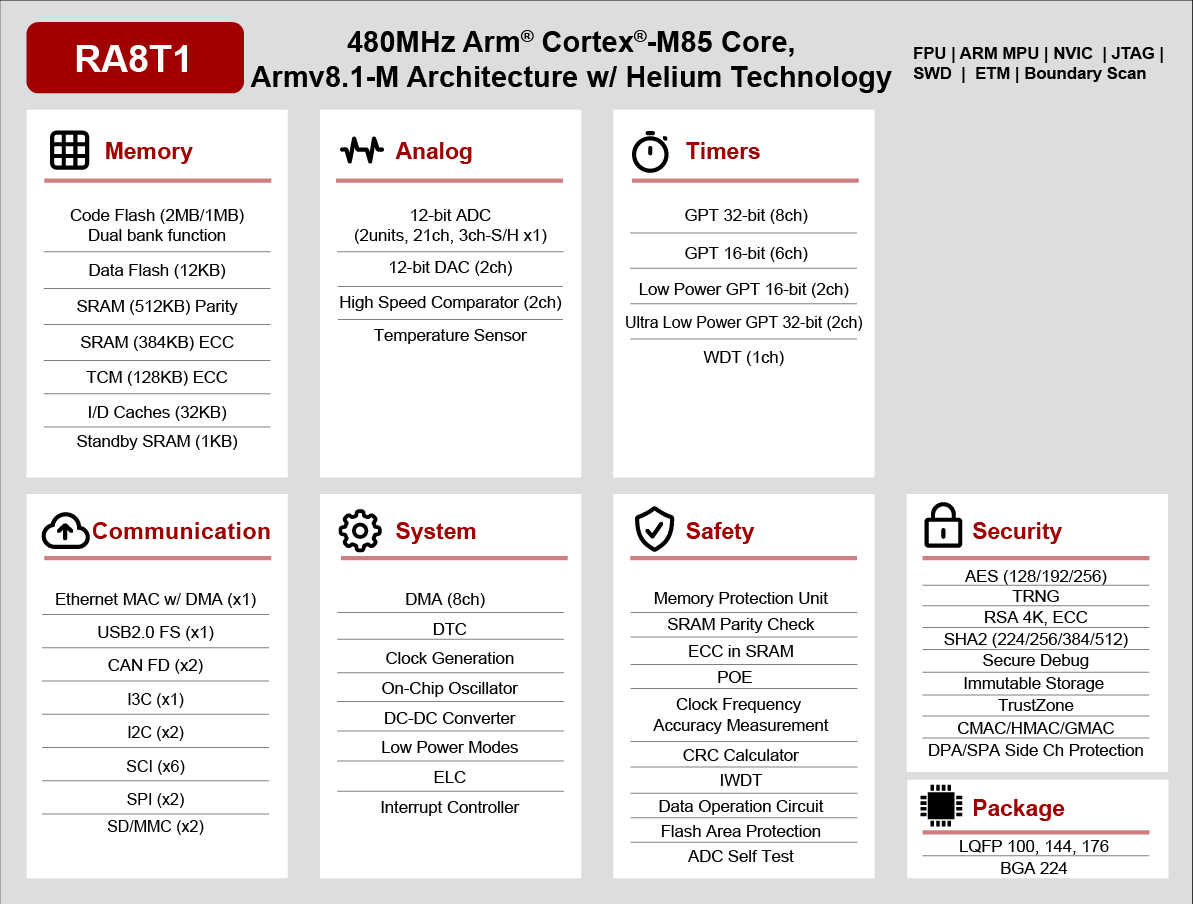 RA8T1
480MHz Arm® Cortex®-M85 Core,
Armv8.1-M Architecture w/ Helium Technology
FPU | ARM MPU | NVIC | JTAG |
SWD | ETM | Boundary Scan
Memory
Code Flash (2MB/1MB)
Dual bank function
Data Flash (12KB)
SRAM (512KB) Parity
SRAM (384KB) ECC
TCM (128KB) ECC
I/D Caches (32KB)
Standby SRAM (1KB)
Analog
12-bit ADC
(2units, 21ch, 3ch-S/H x1)
12-bit DAC (2ch)
High Speed Comparator (2ch)
Temperature Sensor
Timers
GPT 32-bit (8ch)
GPT 16-bit (6ch)
Low Power GPT 16-bit (2ch)
Ultra Low Power GPT 32-bit (2ch)
WDT (1ch)
Communication
Ethernet MAC w/ DMA (x1)
USB2.0 FS (x1)
CAN FD (x2)
I3C (x1)
I2C (x2)
SCI (x6)
SPI (x2)
SD/MMC (x2)
System
DMA (8ch)
DTC
Clock Generation
On-Chip Oscillator
DC-DC Converter
Low Power Modes
ELC
Interrupt Controller
Safety
Memory Protection Unit
SRAM Parity Check
ECC in SRAM
POE
Clock Frequency
Accuracy Measurement
CRC Calculator
IWDT
Data Operation Circuit
Flash Area Protection
ADC Self Test
Security
AES (128/192/256)
TRNG
RSA 4K, ECC
SHA2 (224/256/384/512)
Secure Debug
Immutable Storage
TrustZone
CMAC/HMAC/GMAC
DPA/SPA Side Ch Protection
Package
LQFP 100, 144, 176
BGA 224